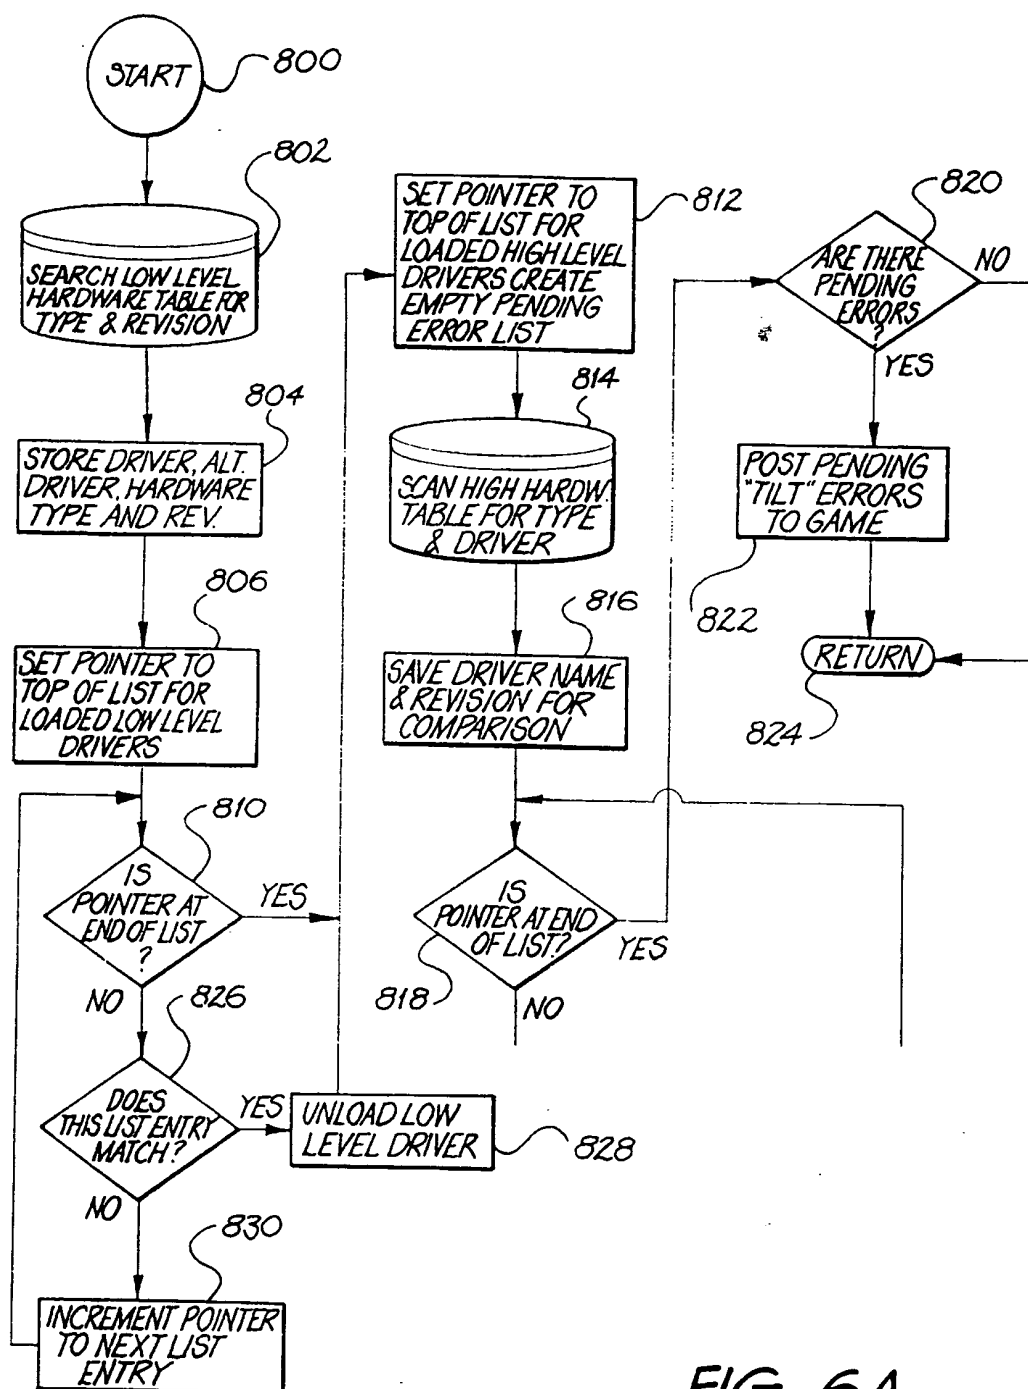 START
800
802
SEARCH LOW LEVEL
HARDWARE TABLE FOR
TYPE & REVISION
804
STORE DRIVER, ALT.
DRIVER, HARDWARE
TYPE AND REV.
806
SET POINTER TO
TOP OF LIST FOR
LOADED LOW LEVEL
DRIVERS
810
IS
POINTER AT
END OF LIST
?
YES
NO
826
DOES
THIS LIST ENTRY
MATCH?
YES
NO
UNLOAD LOW
LEVEL DRIVER
828
830
INCREMENT POINTER
TO NEXT LIST
ENTRY
SET POINTER TO
TOP OF LIST FOR
LOADED HIGH LEVEL
DRIVERS CREATE
EMPTY PENDING
ERROR LIST
812
814
SCAN HIGH HARDW.
TABLE FOR TYPE
& DRIVER
816
SAVE DRIVER NAME
& REVISION FOR
COMPARISON
IS
POINTER AT END
OF LIST?
818
YES
NO
820
ARE THERE
PENDING
ERRORS
?
NO
YES
POST PENDING
"TILT" ERRORS
TO GAME
822
RETURN
824
FIG. 6A